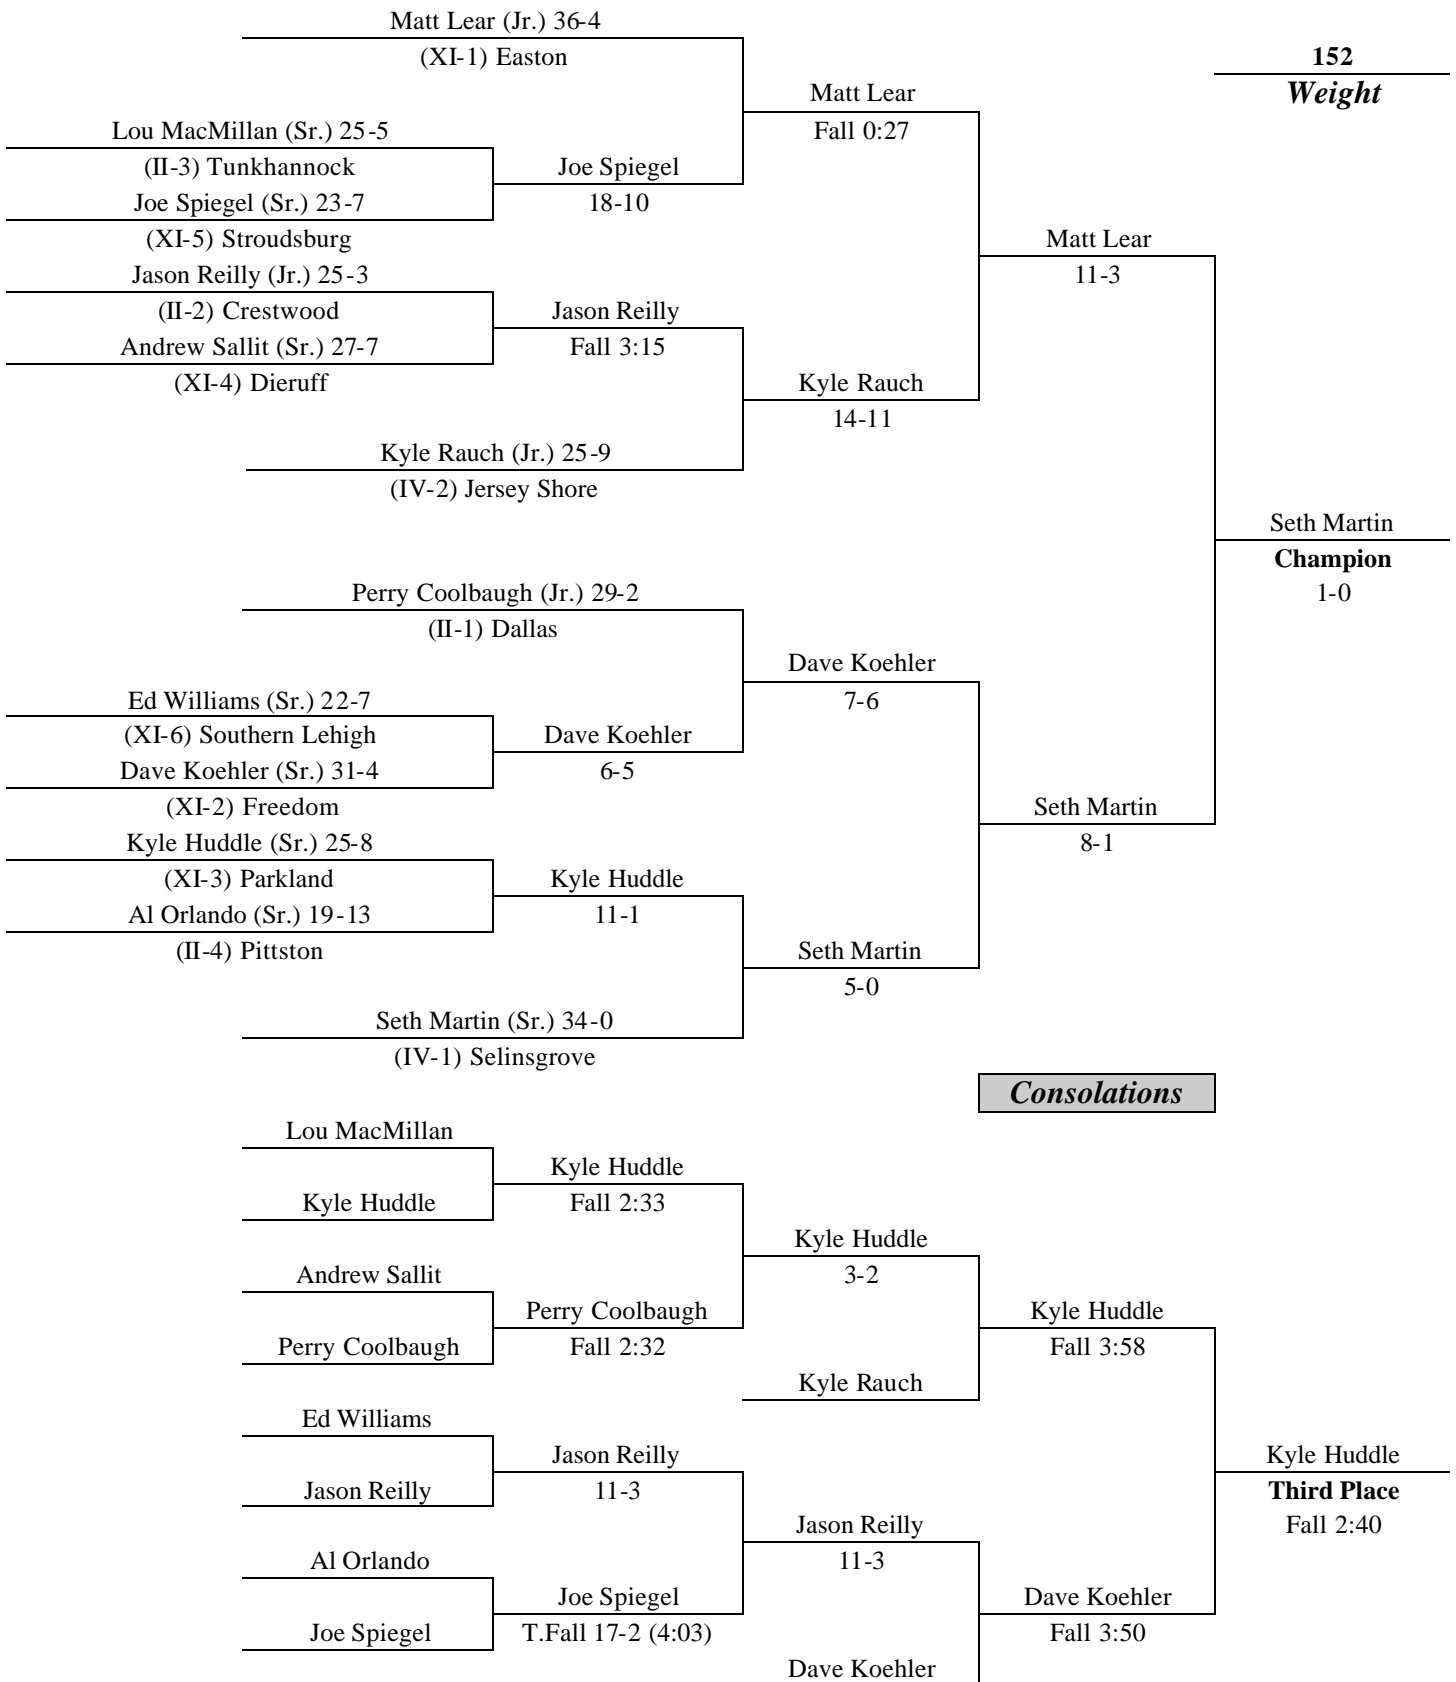 Matt Lear (Jr.) 36-4
(XI-1) Easton
152
Weight
Matt Lear
Fall 0:27
Lou MacMillan (Sr.) 25-5
(II-3) Tunkhannock
Joe Spiegel
Joe Spiegel (Sr.) 23-7
18-10
(XI-5) Stroudsburg
Matt Lear
Jason Reilly (Jr.) 25-3
11-3
(II-2) Crestwood
Jason Reilly
Andrew Sallit (Sr.) 27-7
Fall 3:15
(XI-4) Dieruff
Kyle Rauch
14-11
Kyle Rauch (Jr.) 25-9
(IV-2) Jersey Shore
Seth Martin
Champion
1-0
Perry Coolbaugh (Jr.) 29-2
(II-1) Dallas
Dave Koehler
7-6
Ed Williams (Sr.) 22-7
(XI-6) Southern Lehigh
Dave Koehler
Dave Koehler (Sr.) 31-4
6-5
(XI-2) Freedom
Seth Martin
Kyle Huddle (Sr.) 25-8
8-1
(XI-3) Parkland
Kyle Huddle
Al Orlando (Sr.) 19-13
11-1
(II-4) Pittston
Seth Martin
5-0
Seth Martin (Sr.) 34-0
(IV-1) Selinsgrove
Consolations
Lou MacMillan
Kyle Huddle
Kyle Huddle
Fall 2:33
Kyle Huddle
Andrew Sallit
3-2
Perry Coolbaugh
Kyle Huddle
Perry Coolbaugh
Fall 2:32
Fall 3:58
Kyle Rauch
Ed Williams
Jason Reilly
Kyle Huddle
Jason Reilly
11-3
Third Place
Jason Reilly
Fall 2:40
Al Orlando
11-3
Joe Spiegel
Dave Koehler
Joe Spiegel
T.Fall 17-2 (4:03)
Fall 3:50
Dave Koehler